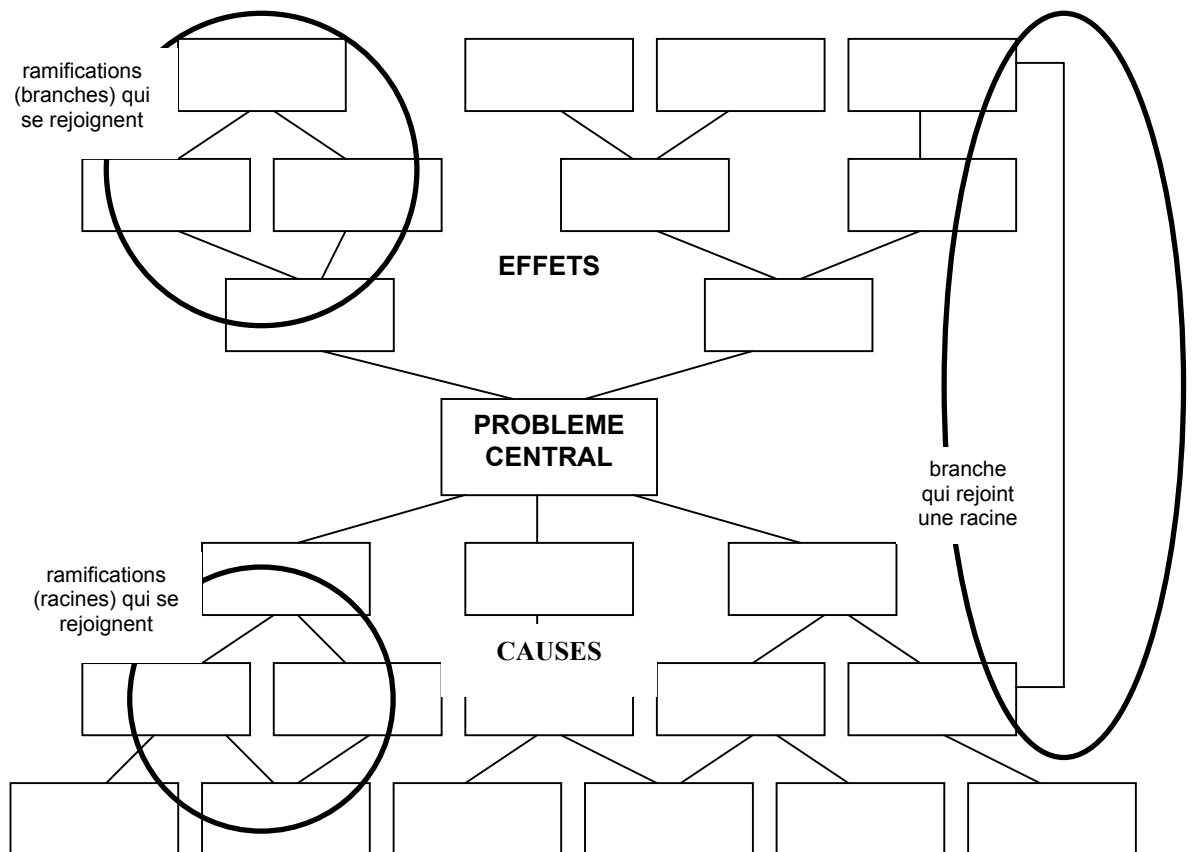 ramifications
(branches) qui
se rejoignent
EFFETS
PROBLEME
CENTRAL
branche
qui rejoint
une racine
ramifications
(racines) qui se
rejoignent
CAUSES